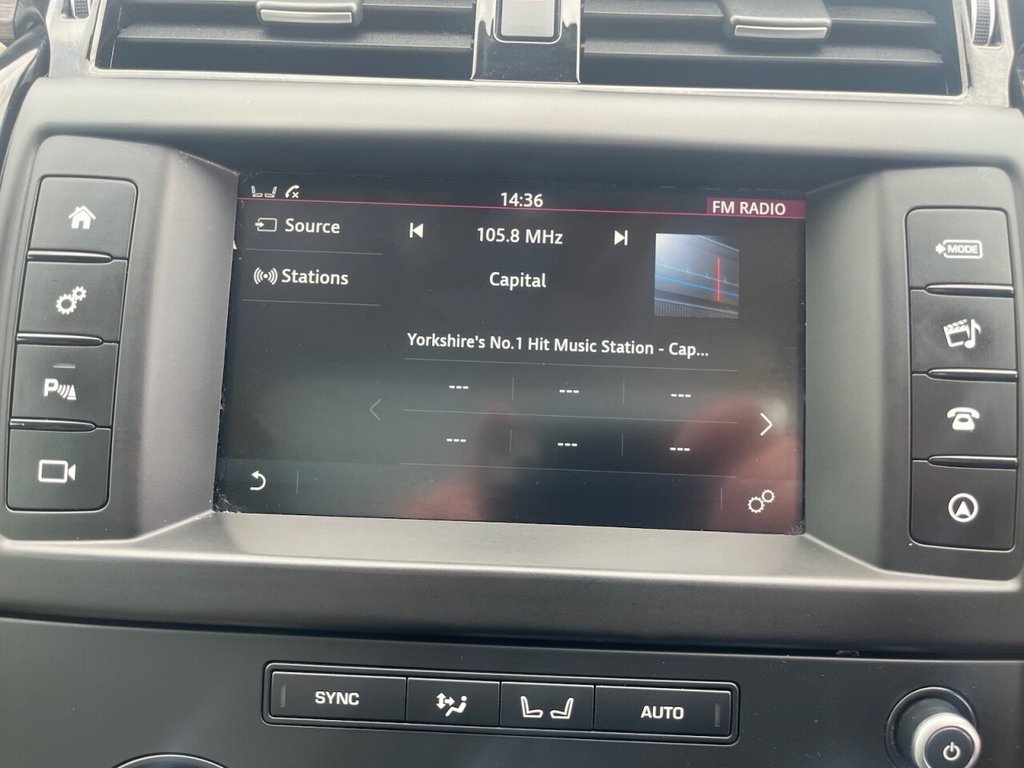 14:36
FM RADIO
Source
105.8 MHz
Stations
Capital
Yorkshire's No.1 Hit Music Station - Cap...
--- --- ---
--- --- ---
MODE
P
SYNC
AUTO